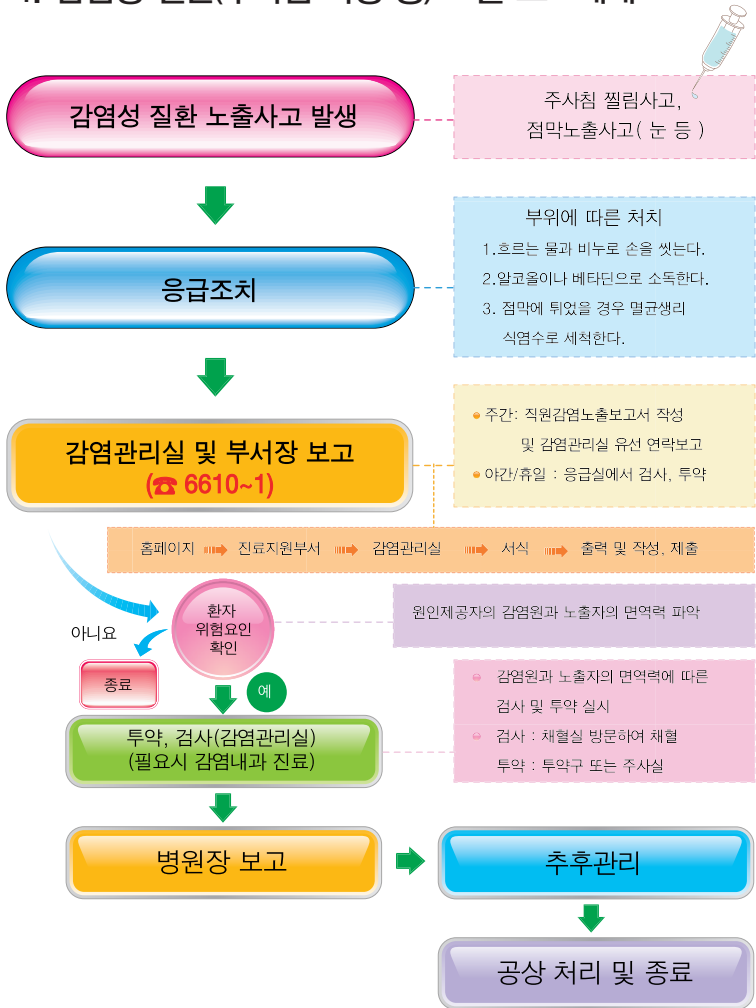 감염성 질환 노출사고 발생
주사침 찔림사고,
점막노출사고( 눈 등 )
응급조치
부위에 따른 처치
1.흐르는 물과 비누로 손을 씻는다.
2.알코올이나 베타딘으로 소독한다.
3. 점막에 튀었을 경우 멸균생리
식염수로 세척한다.
감염관리실 및 부서장 보고
(☎ 6610~1)
주간: 직원감염노출보고서 작성
및 감염관리실 유선 연락보고
야간/휴일 : 응급실에서 검사, 투약
홈페이지 진료지원부서 감염관리실 서식 출력 및 작성, 제출
환자
위험요인
확인
원인제공자의 감염원과 노출자의 면역력 파악
아니요
종료
예
투약, 검사(감염관리실)
(필요시 감염내과 진료)
감염원과 노출자의 면역력에 따른
검사 및 투약 실시
검사 : 채혈실 방문하여 채혈
투약 : 투약구 또는 주사실
병원장 보고
추후관리
공상 처리 및 종료